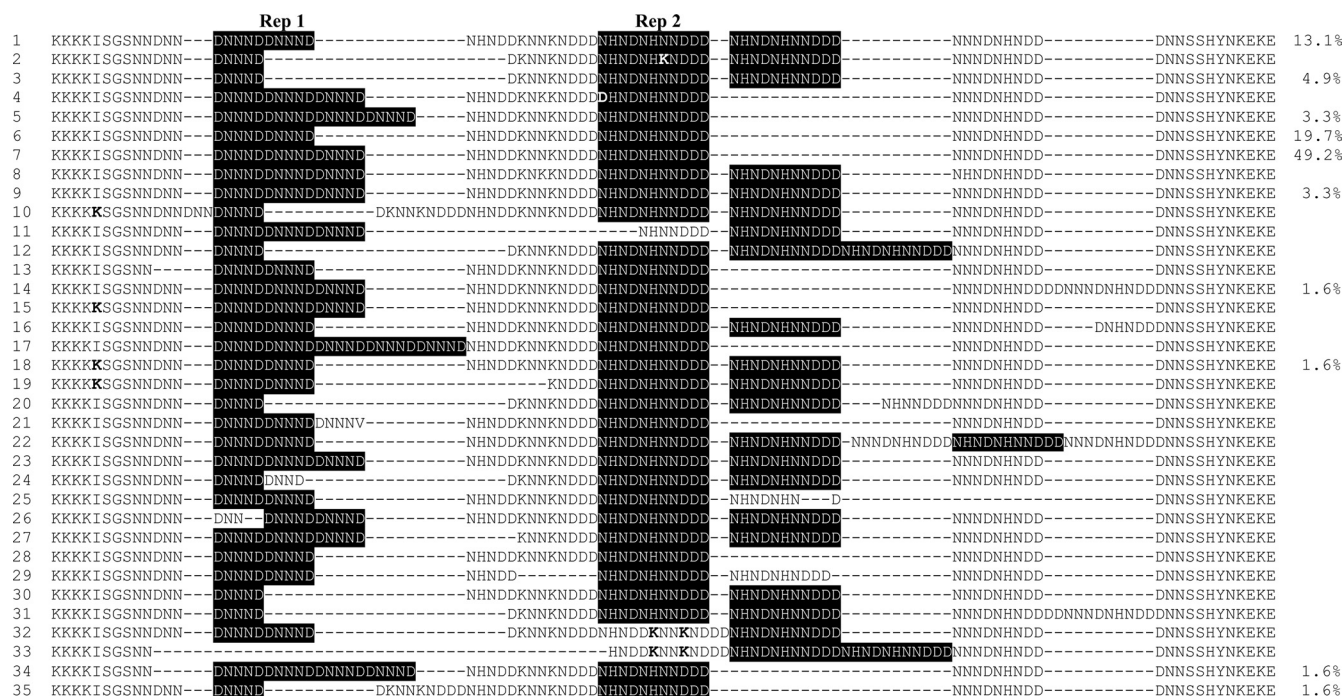 Rep 1 Rep 2
1 KKKKISGSNNDNN---DNNNDDNNND---------------NHNDDKNNKNDDDNHNDNHNNDDD--NHNDNHNNDDD-----------NNNDNHNDD-----------DNNSSHYNKEKE 13.1%
2 KKKKISGSNNDNN---DNNND------------------------DKNNKNDDDNHNDNHKNDDD--NHNDNHNNDDD-----------NNNDNHNDD-----------DNNSSHYNKEKE
3 KKKKISGSNNDNN---DNNND------------------------DKNNKNDDDNHNDNHNNDDD--NHNDNHNNDDD-----------NNNDNHNDD-----------DNNSSHYNKEKE 4.9%
4 KKKKISGSNNDNN---DNNNDDNNNDDNNND----------NHNDDKNKKNDDDDHNDNHNNDDD------------------------NNNDNHNDD-----------DNNSSHYNKEKE
5 KKKKISGSNNDNN---DNNNDDNNNDDNNNDDNNND-----NHNDDKNNKNDDDNHNDNHNNDDD------------------------NNNDNHNDD-----------DNNSSHYNKEKE 3.3%
6 KKKKISGSNNDNN---DNNNDDNNND---------------NHNDDKNNKNDDDNHNDNHNNDDD------------------------NNNDNHNDD-----------DNNSSHYNKEKE 19.7%
7 KKKKISGSNNDNN---DNNNDDNNNDDNNND----------NHNDDKNNKNDDDNHNDNHNNDDD------------------------NNNDNHNDD-----------DNNSSHYNKEKE 49.2%
8 KKKKISGSNNDNN---DNNNDDNNNDDNNND----------NHNDDKNNKNDDDNHNDNHNNDDD--NHNDNHNNDDD-----------NHNDNHNDD-----------DNNSSHYNKEKE
9 KKKKISGSNNDNN---DNNNDDNNNDDNNND----------NHNDDKNNKNDDDNHNDNHNNDDD--NHNDNHNNDDD-----------NNNDNHNDD-----------DNNSSHYNKEKE 3.3%
10 KKKKKSGSNNDNNDNNDNNND-----------DKNNKNDDDNHNDDKNNKNDDDNHNDNHNNDDD--NHNDNHNNDDD-----------NNNDNHNDD-----------DNNSSHYNKEKE
11 KKKKISGSNNDNN---DNNNDDNNNDDNNND---------------------------NHNNDDD--NHNDNHNNDDD-----------NNNDNHNDD-----------DNNSSHYNKEKE
12 KKKKISGSNNDNN---DNNND------------------------DKNNKNDDDNHNDNHNNDDD--NHNDNHNNDDDNHNDNHNNDDDNNNDNHNDD-----------DNNSSHYNKEKE
13 KKKKISGSNN------DNNNDDNNND---------------NHNDDKNNKNDDDNHNDNHNNDDD------------------------NNNDNHNDD-----------DNNSSHYNKEKE
14 KKKKISGSNNDNN---DNNNDDNNNDDNNND----------NHNDDKNNKNDDDNHNDNHNNDDD------------------------NNNDNHNDDDDNNNDNHNDDDNNSSHYNKEKE 1.6%
15 KKKKKSGSNNDNN---DNNNDDNNNDDNNND----------NHNDDKNNKNDDDNHNDNHNNDDD------------------------NNNDNHNDD-----------DNNSSHYNKEKE
16 KKKKISGSNNDNN---DNNNDDNNND---------------NHNDDKNNKNDDDNHNDNHNNDDD--NHNDNHNNDDD-----------NNNDNHNDD-----DNHNDDDNNSSHYNKEKE
17 KKKKISGSNNDNN---DNNNDDNNNDDNNNDDNNNDDNNNDNHNDDKNNKNDDDNHNDNHNNDDD------------------------NNNDNHNDD-----------DNNSSHYNKEKE
18 KKKKKSGSNNDNN---DNNNDDNNND---------------NHNDDKNNKNDDDNHNDNHNNDDD--NHNDNHNNDDD-----------NNNDNHNDD-----------DNNSSHYNKEKE 1.6%
19 KKKKKSGSNNDNN---DNNNDDNNND-----------------------KNDDDNHNDNHNNDDD--NHNDNHNNDDD-----------NNNDNHNDD-----------DNNSSHYNKEKE
20 KKKKISGSNNDNN---DNNND------------------------DKNNKNDDDNHNDNHNNDDD--NHNDNHNNDDD----NHNNDDDNNNDNHNDD-----------DNNSSHYNKEKE
21 KKKKISGSNNDNN---DNNNDDNNNDDNNNV----------NHNDDKNNKNDDDNHNDNHNNDDD------------------------NNNDNHNDD-----------DNNSSHYNKEKE
22 KKKKISGSNNDNN---DNNNDDNNND---------------NHNDDKNNKNDDDNHNDNHNNDDD--NHNDNHNNDDD-NNNDNHNDDDNHNDNHNNDDDNNNDNHNDDDNNSSHYNKEKE
23 KKKKISGSNNDNN---DNNNDDNNNDDNNND----------NHNDDKNNKNDDDNHNDNHNNDDD--NHNDNHNNDDD-----------NNNDNHNDD-----------DNNSSHYNKEKE
24 KKKKISGSNNDNN---DNNNDDNND--------------------DKNNKNDDDNHNDNHNNDDD--NHNDNHNNDDD-----------NNNDNHNDD-----------DNNSSHYNKEKE
25 KKKKISGSNNDNN---DNNNDDNNND---------------NHNDDKNNKNDDDNHNDNHNNDDD--NHNDNHN---D-------------------------------DNNSSHYNKEKE
26 KKKKISGSNNDNN---DNN--DNNNDDNNND----------NHNDDKNNKNDDDNHNDNHNNDDD--NHNDNHNNDDD-----------NNNDNHNDD-----------DNNSSHYNKEKE
27 KKKKISGSNNDNN---DNNNDDNNNDDNNND---------------KNNKNDDDNHNDNHNNDDD--NHNDNHNNDDD-----------NNNDNHNDD-----------DNNSSHYNKEKE
28 KKKKISGSNNDNN---DNNNDDNNND---------------NHNDDKNNKNDDDNHNDNHNNDDD------------------------NNNDNHNDD-----------DNNSSHYNKEKE
29 KKKKISGSNNDNN---DNNNDDNNND---------------NHNDD--------NHNDNHNNDDD--NHNDNHNDDD------------NNNDNHNDD-----------DNNSSHYNKEKE
30 KKKKISGSNNDNN---DNNND------------------------DKNNKNDDDNHNDNHNNDDD--NHNDNHNNDDD-----------NNNDNHNDD-----------DNNSSHYNKEKE
31 KKKKISGSNNDNN---DNNND------------------------DKNNKNDDDNHNDNHNNDDD--NHNDNHNNDDD-----------NNNDNHNDDDDNNNDNHNDDDNNSSHYNKEKE
32 KKKKISGSNNDNN---DNNNDDNNND-------------------DKNNKNDDDNHNDDKNNKNDDDNHNDNHNNDDD-----------NNNDNHNDD-----------DNNSSHYNKEKE
33 KKKKISGSNN---------------------------------------------HNDDKNNKNDDDNHNDNHNNDDDNHNDNHNNDDDNNNDNHNDD-----------DNNSSHYNKEKE
34 KKKKISGSNNDNN---DNNNDDNNNDDNNNDDNNND-----NHNDDKNNKNDDDNHNDNHNNDDD------------------------NNNDNHNDD-----------DNNSSHYNKEKE 1.6%
35 KKKKISGSNNDNN---DNNND-----------DKNNKNDDDNHNDDKNNKNDDDNHNDNHNNDDD------------------------NNNDNHNDD-----------DNNSSHYNKEKE 1.6%